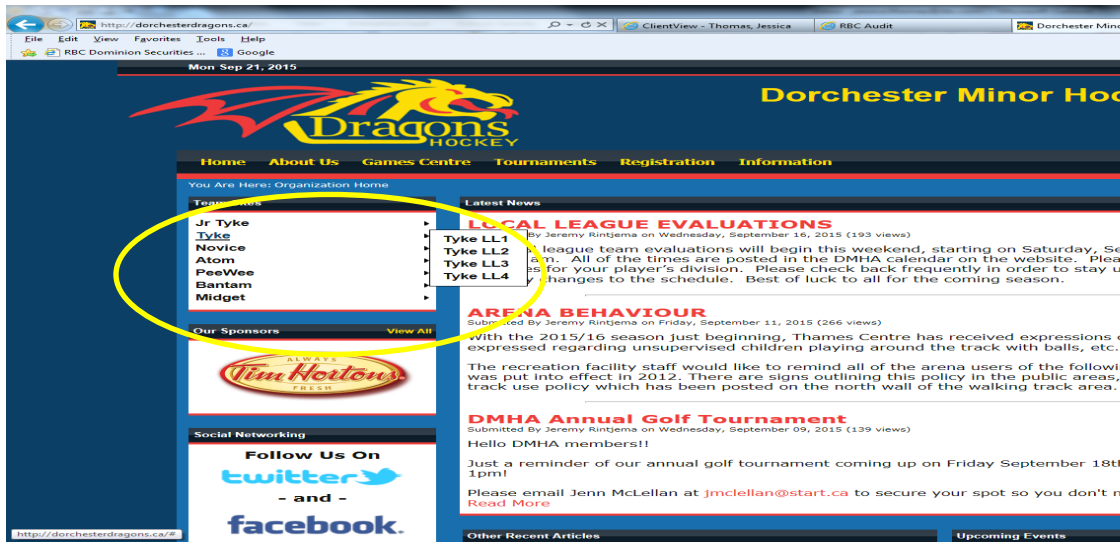 http://dorchesterdragons.ca/
ClientView - Thomas, Jessica
RBC Audit
Dorchester Mino
File Edit View Favorites Tools Help
RBC Dominion Securities ... Google
Mon Sep 21, 2015
Dragons
HOCKEY
Dorchester Minor Hoc
Home About Us Games Centre Tournaments Registration Information
You Are Here: Organization Home
Jr Tyke
Tyke
Novice
Atom
PeeWee
Bantam
Midget
Tyke LL1
Tyke LL2
Tyke LL3
Tyke LL4
Our Sponsors View All
ALWAYS
Tim Hortons
FRESH
Social Networking
Follow Us On
twitter
- and -
facebook.
Latest News
LOCAL LEAGUE EVALUATIONS
By Jeremy Rintjema on Wednesday, September 16, 2015 (193 views)
league team evaluations will begin this weekend, starting on Saturday, Se
am. All of the times are posted in the DMHA calendar on the website. Plea
for your player's division. Please check back frequently in order to stay u
changes to the schedule. Best of luck to all for the coming season.
ARENA BEHAVIOUR
Submitted By Jeremy Rintjema on Friday, September 11, 2015 (266 views)
With the 2015/16 season just beginning, Thames Centre has received expressions
expressed regarding unsupervised children playing around the track with balls, etc.
The recreation facility staff would like to remind all of the arena users of the followi
was put into effect in 2012. There are signs outlining this policy in the public areas,
track use policy which has been posted on the north wall of the walking track area.
DMHA Annual Golf Tournament
Submitted By Jeremy Rintjema on Wednesday, September 09, 2015 (139 views)
Hello DMHA members!!
Just a reminder of our annual golf tournament coming up on Friday September 18th
1pm!
Please email Jenn McLellan at jmclellan@start.ca to secure your spot so you don't m
Read More
Other Recent Articles
Upcoming Events
http://dorchesterdragons.ca/#